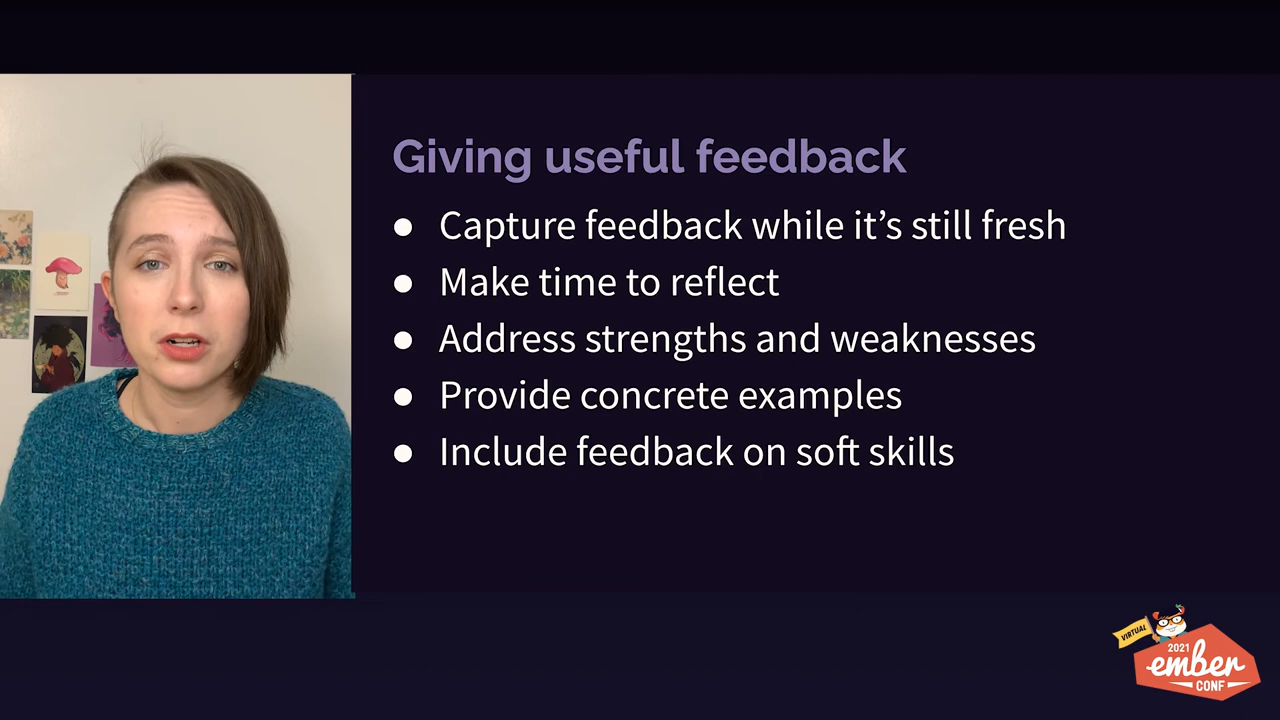 Giving useful feedback
● Capture feedback while it’s still fresh
● Make time to reflect
● Address strengths and weaknesses
● Provide concrete examples
● Include feedback on soft skills
VIRTUAL
2021
ember
CONF